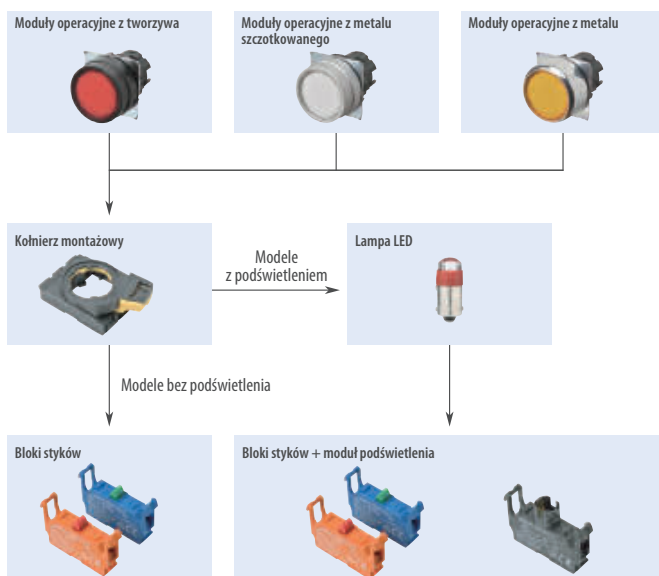 Moduły operacyjne z tworzywa
Moduły operacyjne z metalu
szczotkowanego
Moduły operacyjne z metalu
Kołnierz montażowy
Modele
z podświetleniem
Lampa LED
Modele bez podświetlenia
Bloki styków
Bloki styków + moduł podświetlenia